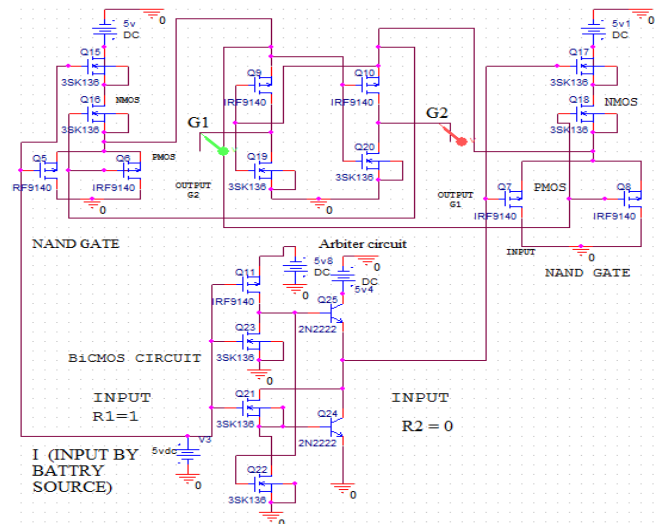 0
5v
DC
Q15
3SK136
NMOS
Q16
3SK136
PMOS
Q5
RF9140
Q6
IRF9140
0
NAND GATE
Q9
IRF9140
G1
Q19
3SK136
OUTPUT
G2
0
Q10
IRF9140
G2
Q20
3SK136
OUTPUT
G1
Arbiter circuit
0
5v1
DC
Q17
3SK136
NMOS
Q18
3SK136
Q7
IRF9140
PMOS
Q8
IRF9140
INPUT
0
NAND GATE
5v8
DC
0
0
5v4
DC
Q11
IRF9140
Q25
2N2222
Q23
3SK136
0
BiCMOS CIRCUIT
INPUT
R1=1
Q21
3SK136
Q24
2N2222
0
INPUT
R2 = 0
V3
5vdc
0
Q22
3SK136
0
I (INPUT BY
BATTRY
SOURCE)